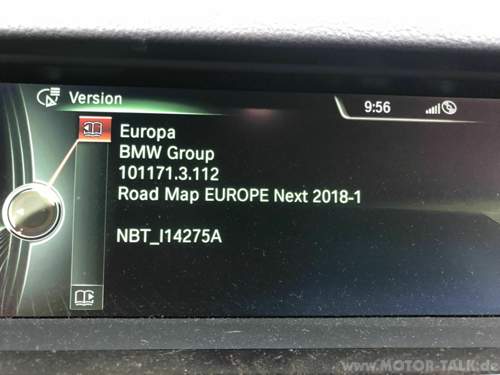 Version
9:56
Europa
BMW Group
101171.3.112
Road Map EUROPE Next 2018-1
NBT_I14275A
www.MOTOR-TALK.de